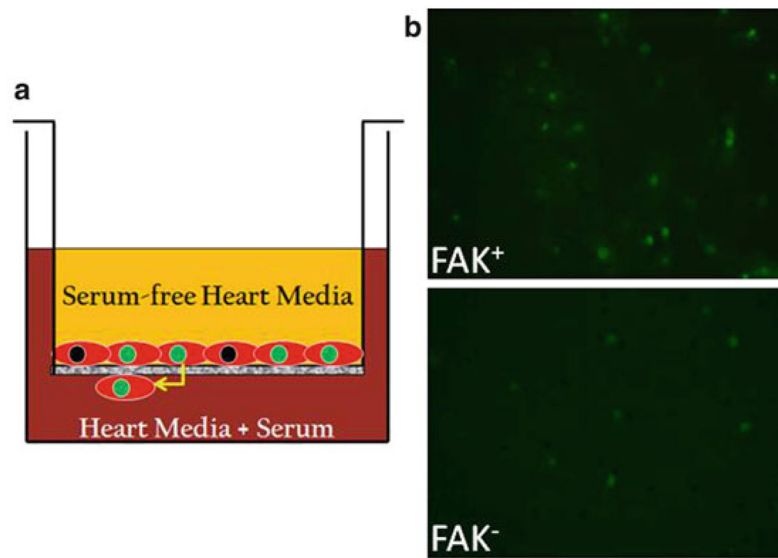 a
Serum-free Heart Media
Heart Media + Serum
b
FAK⁺
FAK⁻